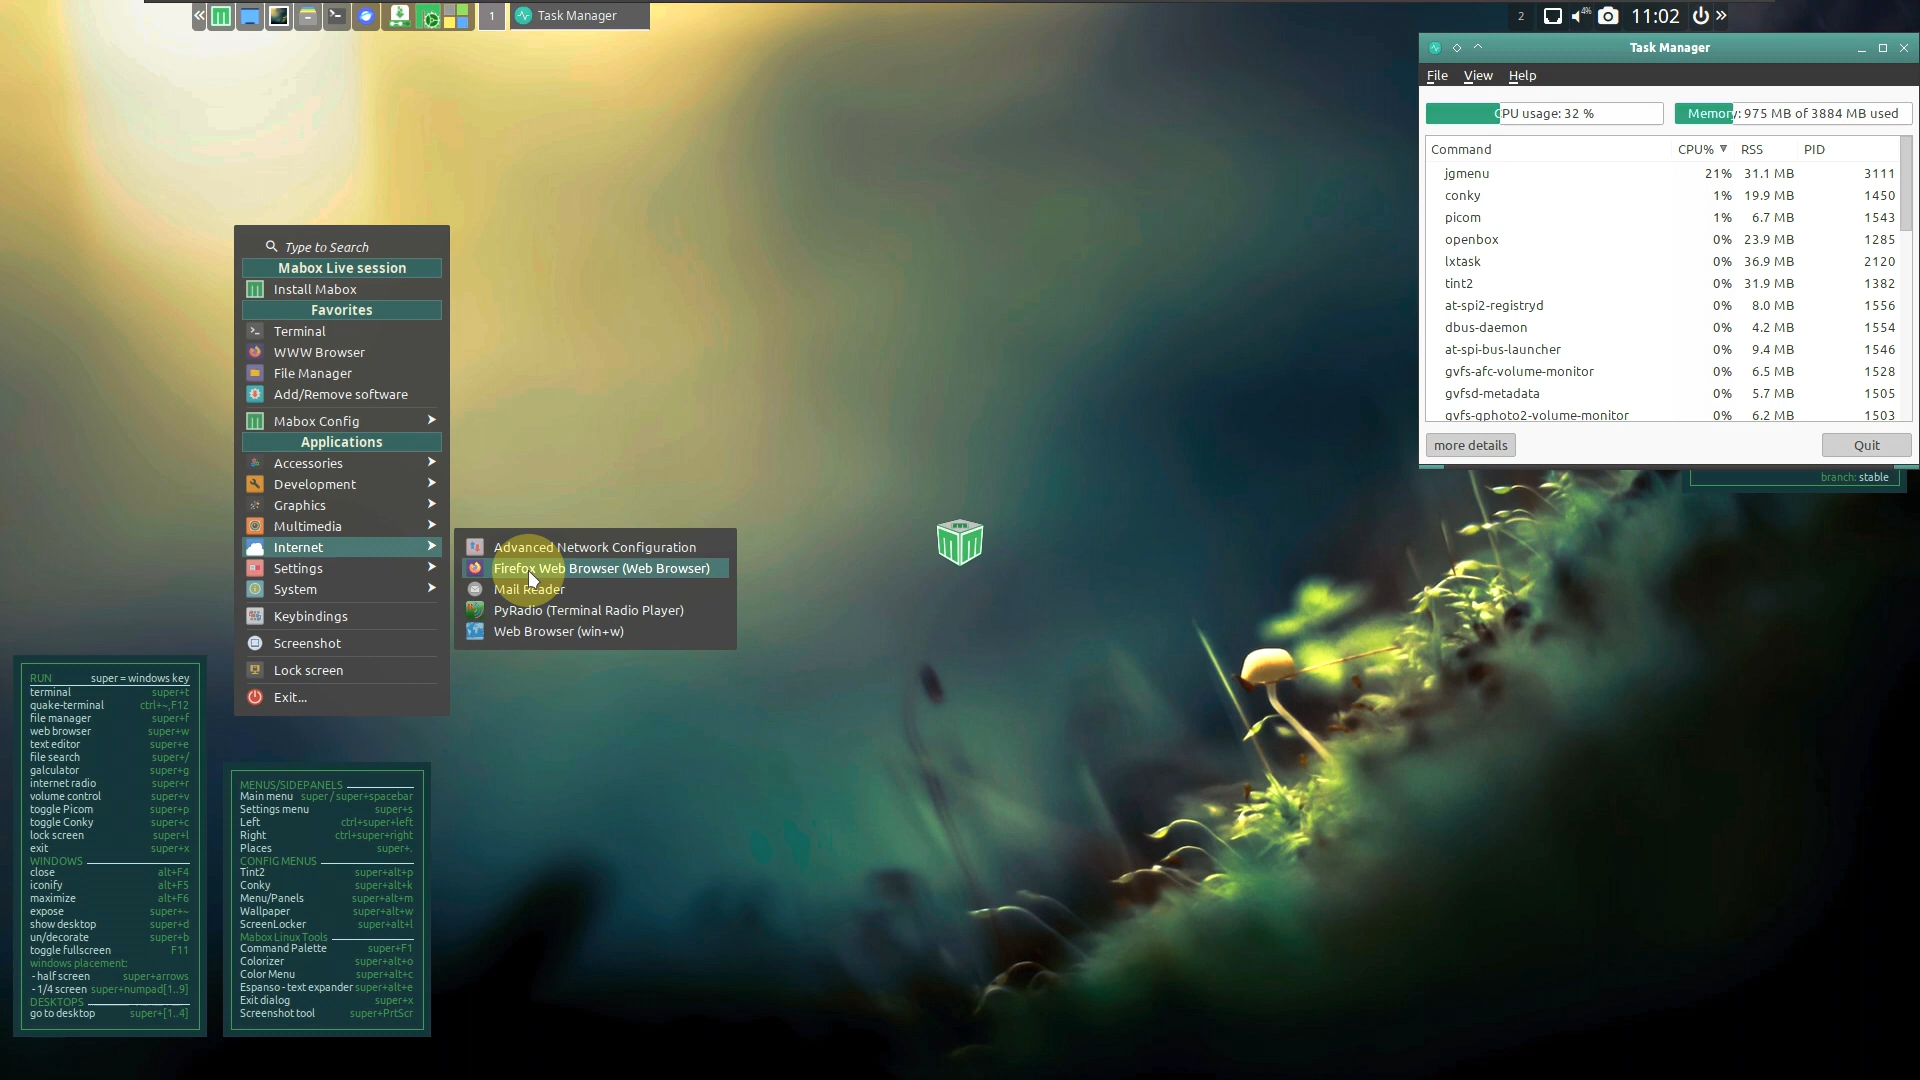 1
Task Manager
2
4%
11:02
Task Manager
File View Help
CPU usage: 32 %
Memory: 975 MB of 3884 MB used
Command CPU% RSS PID
jgmenu 21% 31.1 MB 3111
conky 1% 19.9 MB 1450
picom 1% 6.7 MB 1543
openbox 0% 23.9 MB 1285
lxtask 0% 36.9 MB 2120
tint2 0% 31.9 MB 1382
at-spi2-registryd 0% 8.0 MB 1556
dbus-daemon 0% 4.2 MB 1554
at-spi-bus-launcher 0% 9.4 MB 1546
gvfs-afc-volume-monitor 0% 6.5 MB 1528
gvfsd-metadata 0% 5.7 MB 1505
gvfs-gphoto2-volume-monitor 0% 6.2 MB 1503
more details
Quit
branch: stable
Type to Search
Mabox Live session
Install Mabox
Favorites
Terminal
WWW Browser
File Manager
Add/Remove software
Mabox Config
Applications
Accessories
Development
Graphics
Multimedia
Internet
Settings
System
Keybindings
Screenshot
Lock screen
Exit...
Advanced Network Configuration
Firefox Web Browser (Web Browser)
Mail Reader
PyRadio (Terminal Radio Player)
Web Browser (win+w)
RUN super = windows key
terminal super+t
quake-terminal ctrl+~,F12
file manager super+f
web browser super+w
text editor super+e
file search super+/
galculator super+g
internet radio super+r
volume control super+v
toggle Picom super+p
toggle Conky super+c
lock screen super+l
exit super+x
WINDOWS
close alt+F4
iconify alt+F5
maximize alt+F6
expose super+~
show desktop super+d
un/decorate super+b
toggle fullscreen F11
windows placement:
- half screen super+arrows
- 1/4 screen super+numpad[1..9]
DESKTOPS
go to desktop super+[1..4]
MENUS/SIDEPANELS
Main menu super / super+spacebar
Settings menu super+s
Left ctrl+super+left
Right ctrl+super+right
Places super+.
CONFIG MENUS
Tint2 super+alt+p
Conky super+alt+k
Menu/Panels super+alt+m
Wallpaper super+alt+w
ScreenLocker super+alt+l
Mabox Linux Tools
Command Palette super+F1
Colorizer super+alt+o
Color Menu super+alt+c
Espanso - text expander super+alt+e
Exit dialog super+x
Screenshot tool super+PrtScr